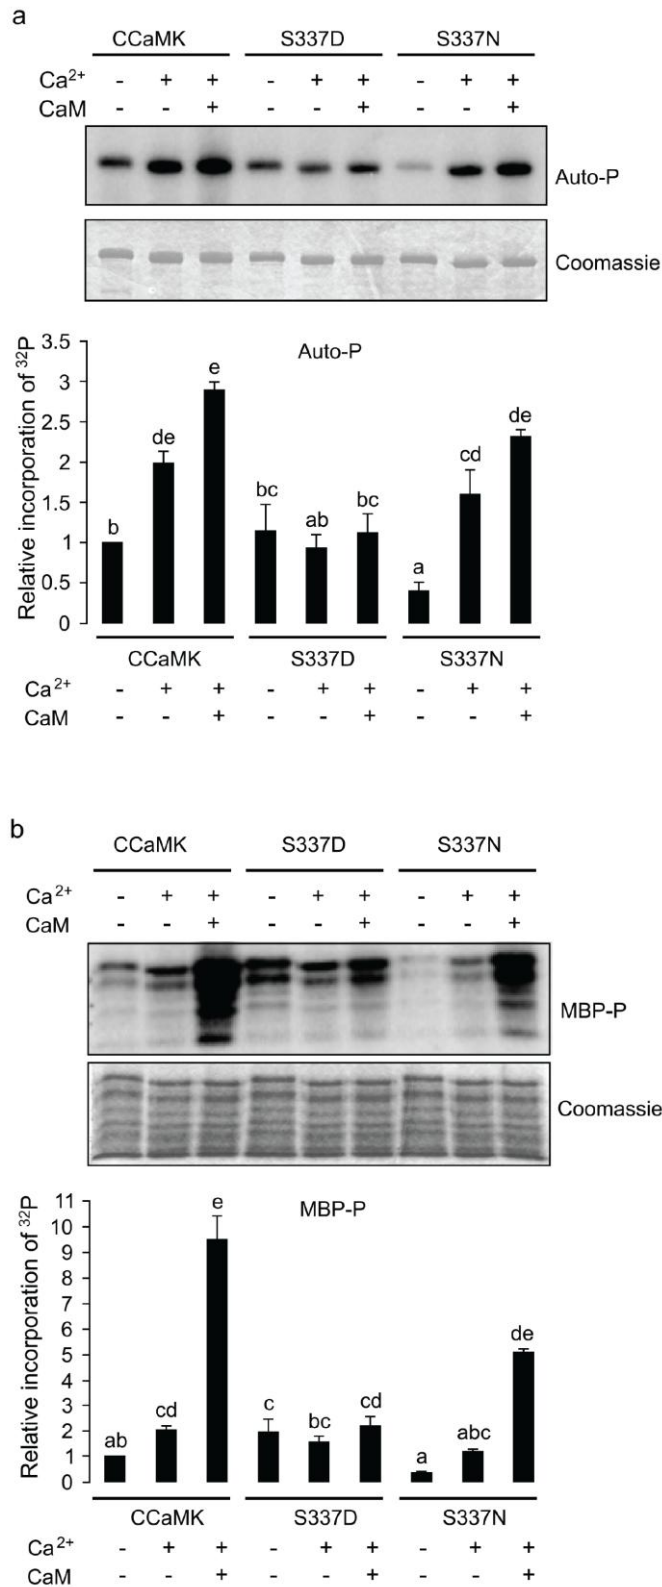 a
CCaMK S337D S337N
Ca²⁺ - + + - + + - + +
CaM - - + - - + - - +
Auto-P
Coomassie
Relative incorporation of ³²P
Auto-P
3.5
3
2.5
2
1.5
1
0.5
0
b de e bc ab bc a cd de
CCaMK S337D S337N
Ca²⁺ - + + - + + - + +
CaM - - + - - + - - +
b
CCaMK S337D S337N
Ca²⁺ - + + - + + - + +
CaM - - + - - + - - +
MBP-P
Coomassie
Relative incorporation of ³²P
MBP-P
11
10
9
8
7
6
5
4
3
2
1
0
ab cd e c bc cd a abc de
CCaMK S337D S337N
Ca²⁺ - + + - + + - + +
CaM - - + - - + - - +